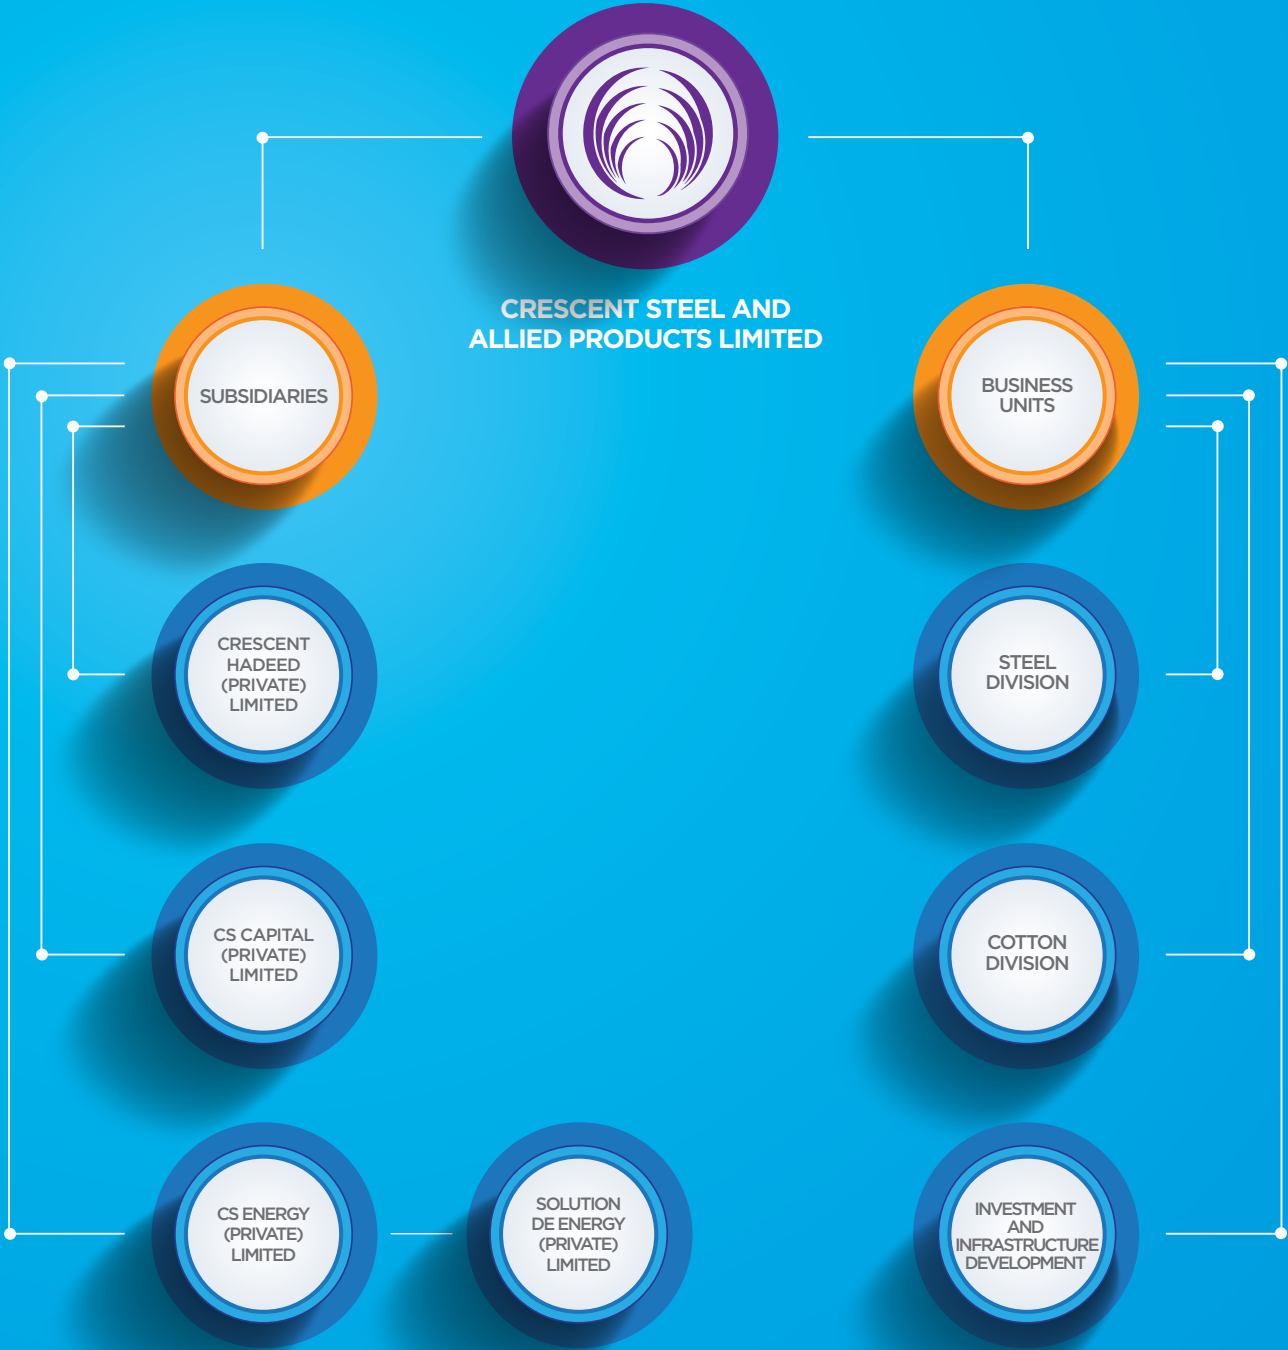 CRESCENT STEEL AND
ALLIED PRODUCTS LIMITED
SUBSIDIARIES
BUSINESS
UNITS
CRESCENT
HADEED
(PRIVATE)
LIMITED
STEEL
DIVISION
CS CAPITAL
(PRIVATE)
LIMITED
COTTON
DIVISION
CS ENERGY
(PRIVATE)
LIMITED
SOLUTION
DE ENERGY
(PRIVATE)
LIMITED
INVESTMENT
AND
INFRASTRUCTURE
DEVELOPMENT